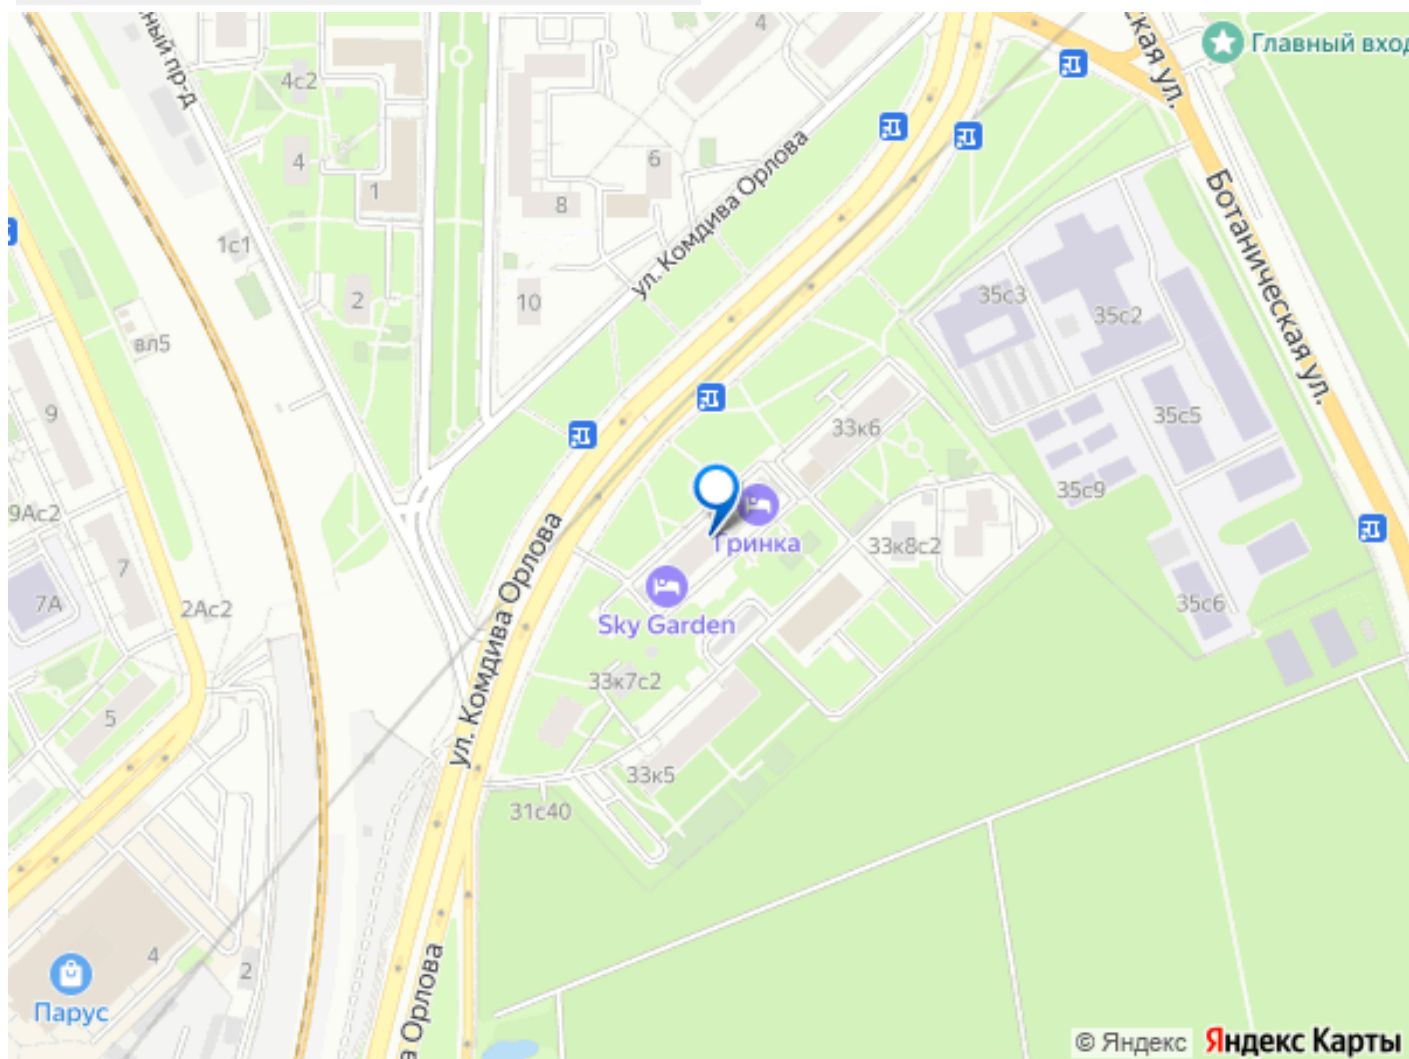 4
Главный вход
ный пр-д
ская ул.
4с2
4
1
6
8
ул. Комдива Орлова
Ботаническая ул.
1с1
2
10
35с3
35с2
вл5
9
35с5
33к6
9Ас2
35с9
7
Гринка
33к8с2
7А
2Ас2
Sky Garden
35с6
ул. Комдива Орлова
33к7с2
5
33к5
31с40
4
2
Парус
а Орлова
© Яндекс
Яндекс Карты